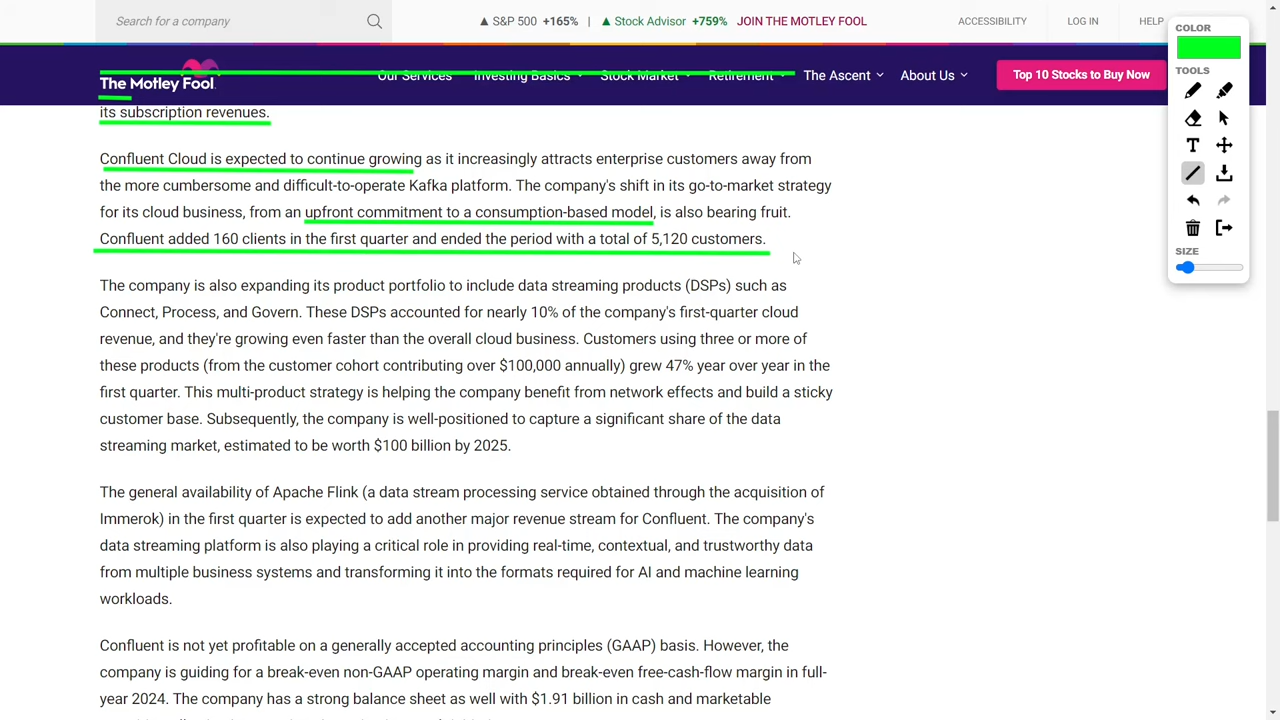 Search for a company
S&P 500 +165% | Stock Advisor +759% JOIN THE MOTLEY FOOL
ACCESSIBILITY LOG IN HELP
The Motley Fool
Our Services Investing Basics Stock Market Retirement The Ascent About Us
Top 10 Stocks to Buy Now
COLOR
TOOLS
T
SIZE
its subscription revenues.
Confluent Cloud is expected to continue growing as it increasingly attracts enterprise customers away from
the more cumbersome and difficult-to-operate Kafka platform. The company's shift in its go-to-market strategy
for its cloud business, from an upfront commitment to a consumption-based model, is also bearing fruit.
Confluent added 160 clients in the first quarter and ended the period with a total of 5,120 customers.
The company is also expanding its product portfolio to include data streaming products (DSPs) such as
Connect, Process, and Govern. These DSPs accounted for nearly 10% of the company's first-quarter cloud
revenue, and they're growing even faster than the overall cloud business. Customers using three or more of
these products (from the customer cohort contributing over $100,000 annually) grew 47% year over year in the
first quarter. This multi-product strategy is helping the company benefit from network effects and build a sticky
customer base. Subsequently, the company is well-positioned to capture a significant share of the data
streaming market, estimated to be worth $100 billion by 2025.
The general availability of Apache Flink (a data stream processing service obtained through the acquisition of
Immerok) in the first quarter is expected to add another major revenue stream for Confluent. The company's
data streaming platform is also playing a critical role in providing real-time, contextual, and trustworthy data
from multiple business systems and transforming it into the formats required for AI and machine learning
workloads.
Confluent is not yet profitable on a generally accepted accounting principles (GAAP) basis. However, the
company is guiding for a break-even non-GAAP operating margin and break-even free-cash-flow margin in full-
year 2024. The company has a strong balance sheet as well with $1.91 billion in cash and marketable